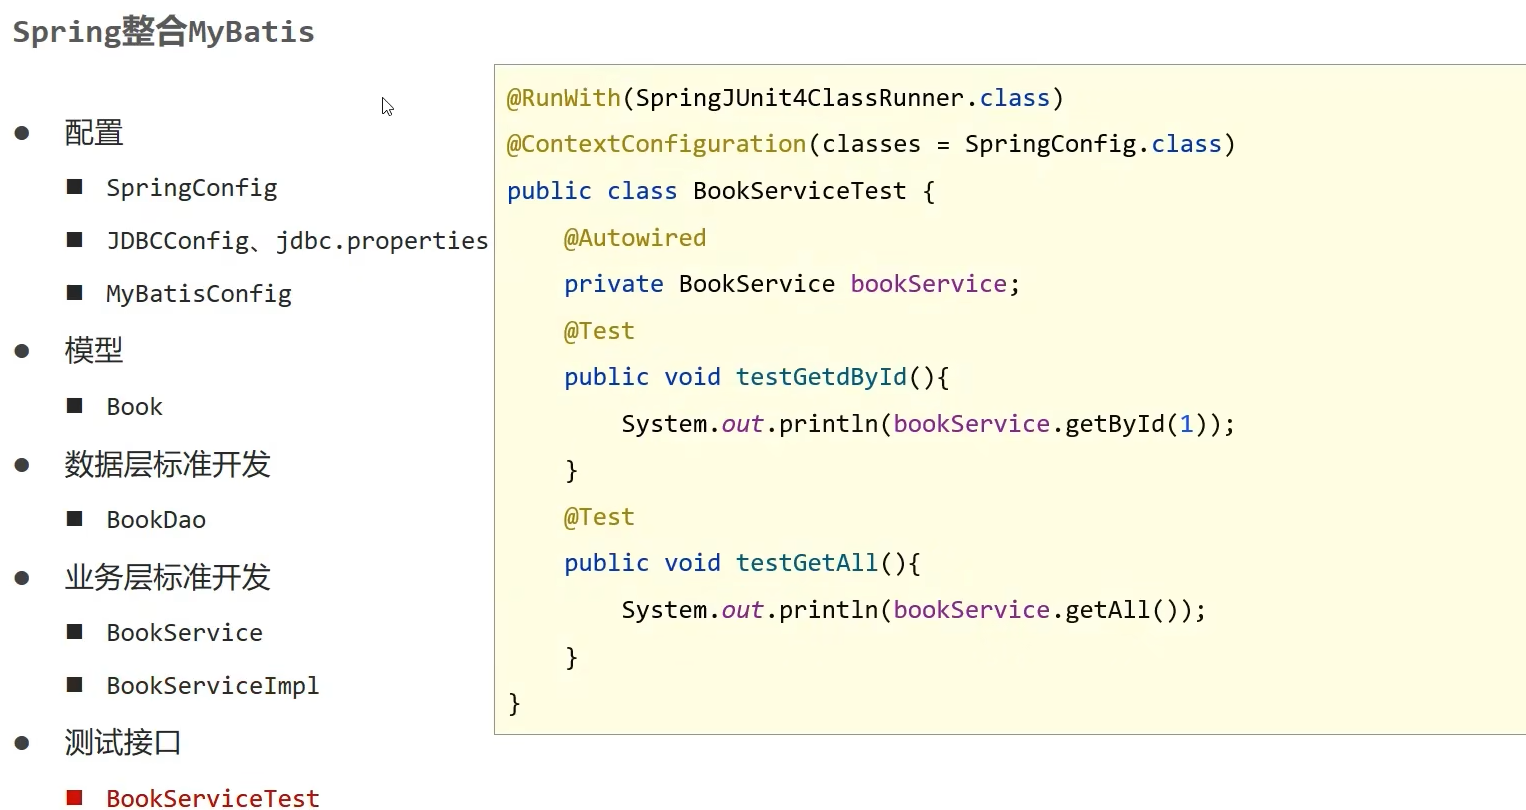 Spring整合MyBatis
配置
SpringConfig
JDBCConfig、jdbc.properties
MyBatisConfig
模型
Book
数据层标准开发
BookDao
业务层标准开发
BookService
BookServiceImpl
测试接口
BookServiceTest
@RunWith(SpringJUnit4ClassRunner.class)
@ContextConfiguration(classes = SpringConfig.class)
public class BookServiceTest {
@Autowired
private BookService bookService;
@Test
public void testGetdById(){
System.out.println(bookService.getById(1));
}
@Test
public void testGetAll(){
System.out.println(bookService.getAll());
}
}